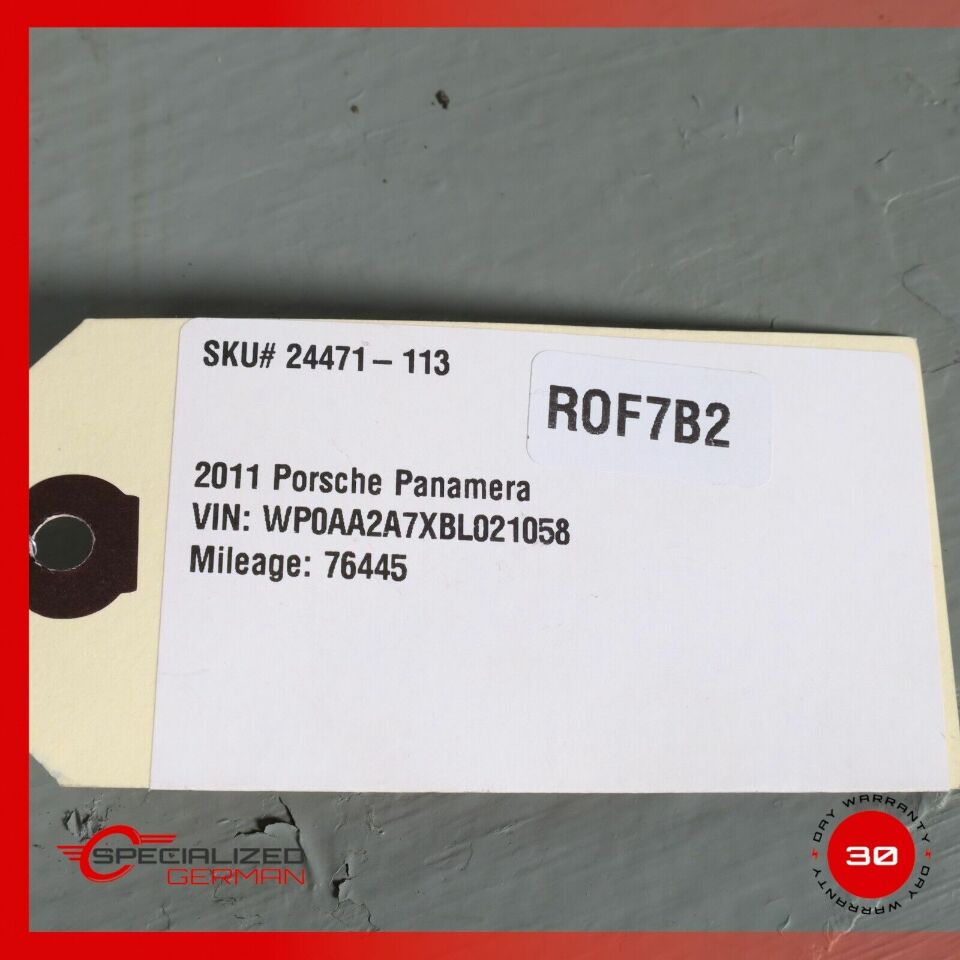 SKU# 24471 – 113
R0F7B2
2011 Porsche Panamera
VIN: WP0AA2A7XBL021058
Mileage: 76445
SPECIALIZED
GERMAN
DAY WARRANTY
30
DAY WARRANTY